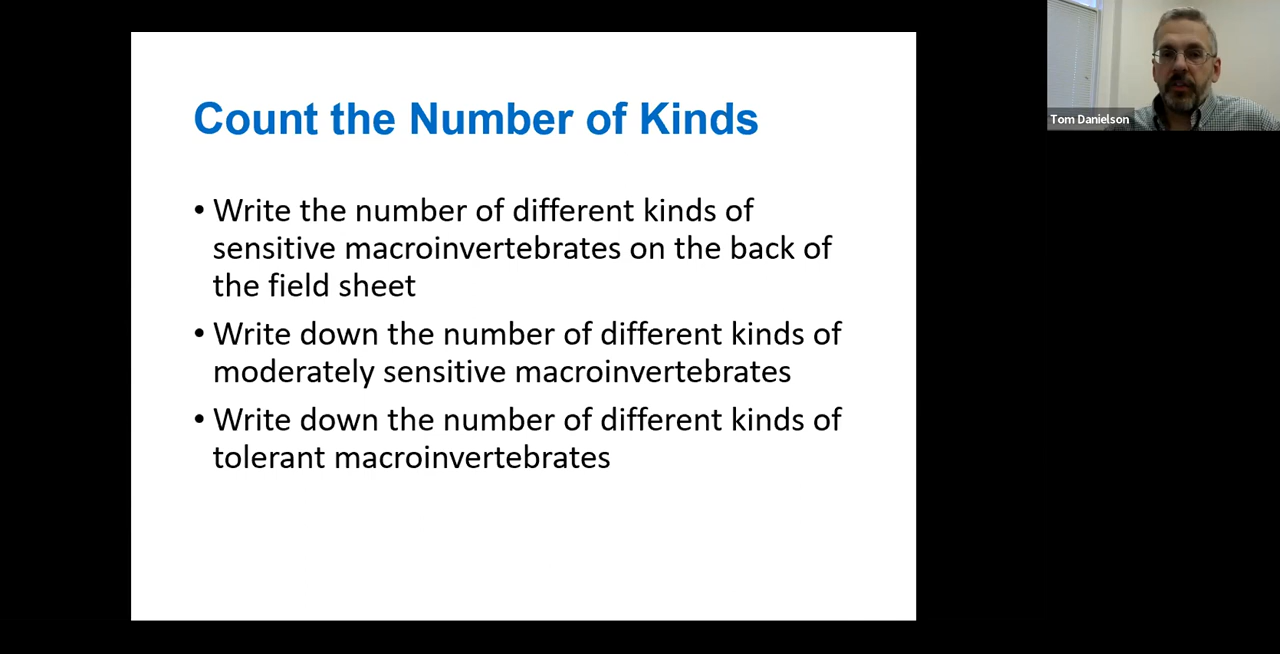 Count the Number of Kinds
• Write the number of different kinds of
sensitive macroinvertebrates on the back of
the field sheet
• Write down the number of different kinds of
moderately sensitive macroinvertebrates
• Write down the number of different kinds of
tolerant macroinvertebrates
Tom Danielson